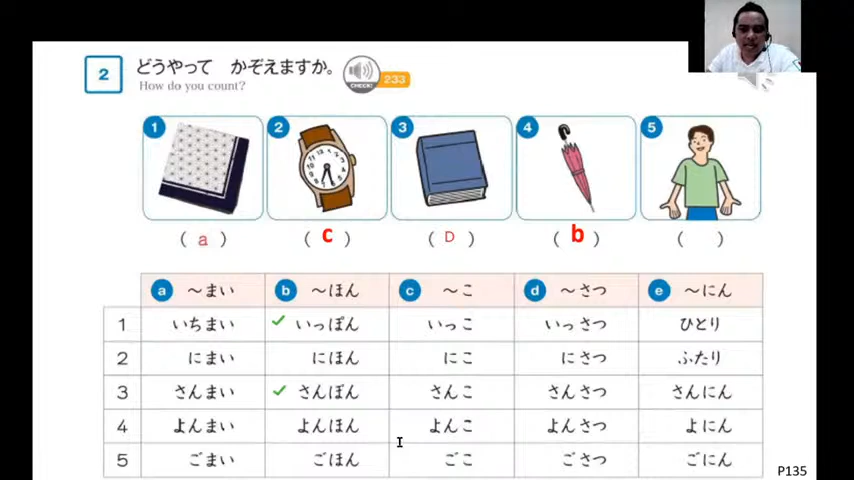 2 どうやって かぞえますか。 CHECK! 233
How do you count?
1 2 3 4 5
( a ) ( c ) ( D ) ( b ) ( )
a ~まい b ~ほん c ~こ d ~さつ e ~にん
1 いちまい ✓ いっぽん いっこ いっさつ ひとり
2 にまい にほん にこ にさつ ふたり
3 さんまい ✓ さんぼん さんこ さんさつ さんにん
4 よんまい よんほん よんこ よんさつ よにん
5 ごまい ごほん ごこ ごさつ ごにん
P135